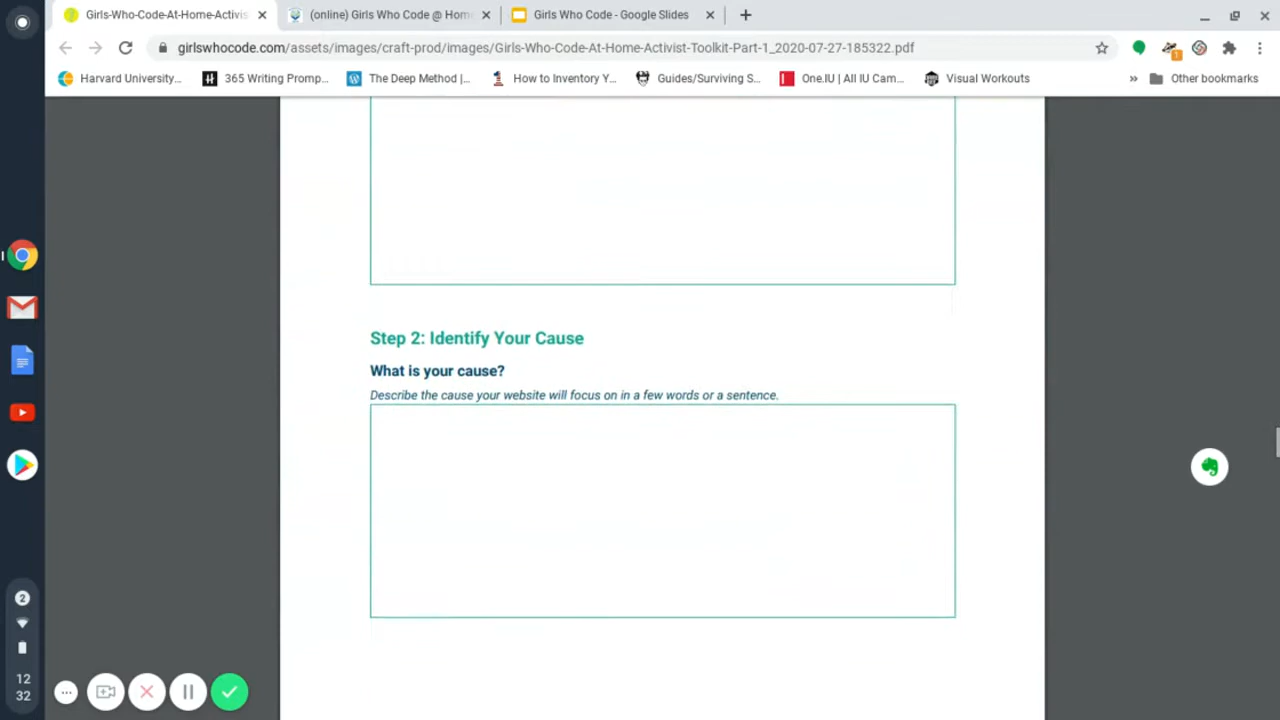 Girls-Who-Code-At-Home-Activis
(online) Girls Who Code @ Hom
Girls Who Code - Google Slides
girlswhocode.com/assets/images/craft-prod/images/Girls-Who-Code-At-Home-Activist-Toolkit-Part-1_2020-07-27-185322.pdf
1
Harvard University...
365 Writing Promp...
The Deep Method |...
How to Inventory Y...
Guides/Surviving S...
One.IU | All IU Cam...
Visual Workouts
»
Other bookmarks
Step 2: Identify Your Cause
What is your cause?
Describe the cause your website will focus on in a few words or a sentence.
2
12
32